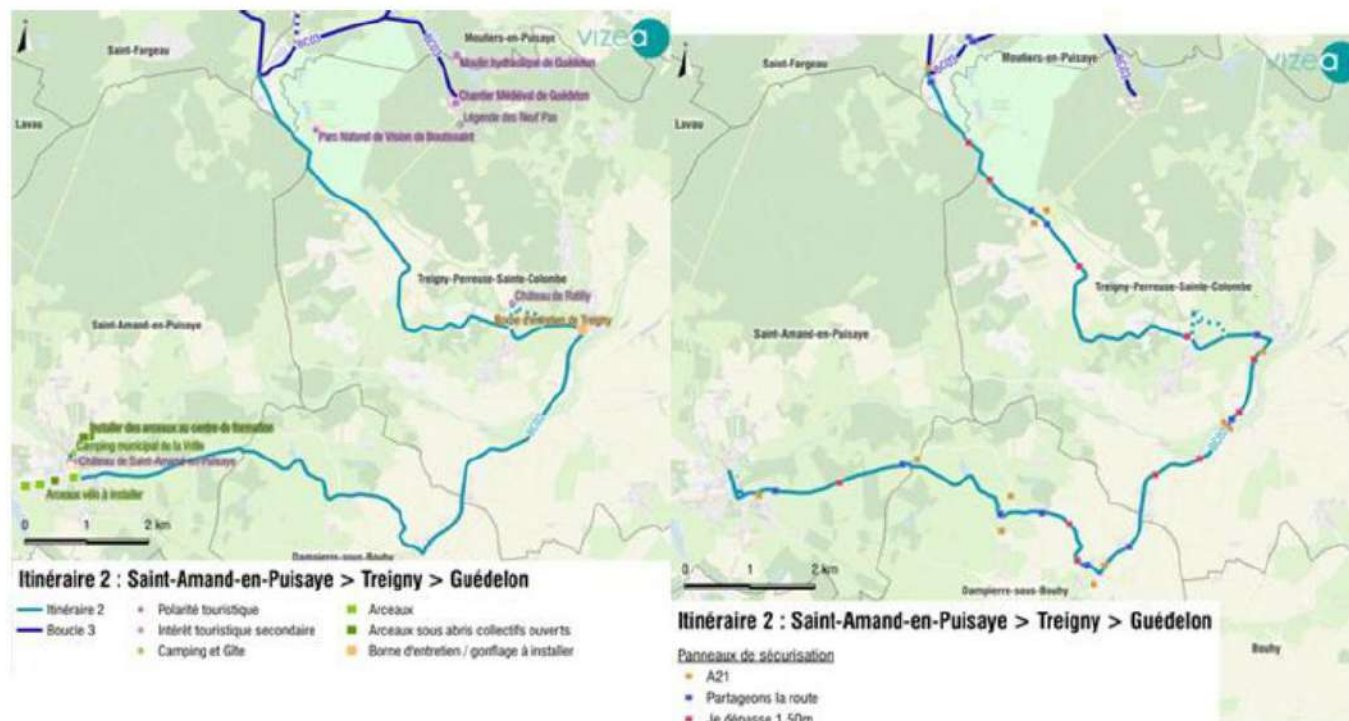 Saint-Fargeau
Moutiers-en-Puisaye
vizea
BC03
BC03
Moulin hydraulique de Guédelon
Chantier Médiéval de Guédelon
Légende des Neuf Pas
Lavau
Parc Naturel de Vision de Boutissaint
Treigny-Perreuse-Sainte-Colombe
Château de Ratilly
Borne d'entretien de Treigny
Saint-Amand-en-Puisaye
Installer des arceaux au centre de formation
Camping municipal de la Vrille
Château de Saint-Amand-en-Puisaye
Arceaux vélo à installer
0 1 2 km
Dampierre-sous-Bouhy
Itinéraire 2 : Saint-Amand-en-Puisaye > Treigny > Guédelon
Itinéraire 2
Boucle 3
Polarité touristique
Intérêt touristique secondaire
Camping et Gîte
Arceaux
Arceaux sous abris collectifs ouverts
Borne d'entretien / gonflage à installer
vizea
Saint-Fargeau
Moutiers-en-Puisaye
BC03
BC03
Lavau
Treigny-Perreuse-Sainte-Colombe
Saint-Amand-en-Puisaye
0 1 2 km
Dampierre-sous-Bouhy
Itinéraire 2 : Saint-Amand-en-Puisaye > Treigny > Guédelon
Bouhy
Panneaux de sécurisation
A21
Partageons la route
Je dépasse 1,50m